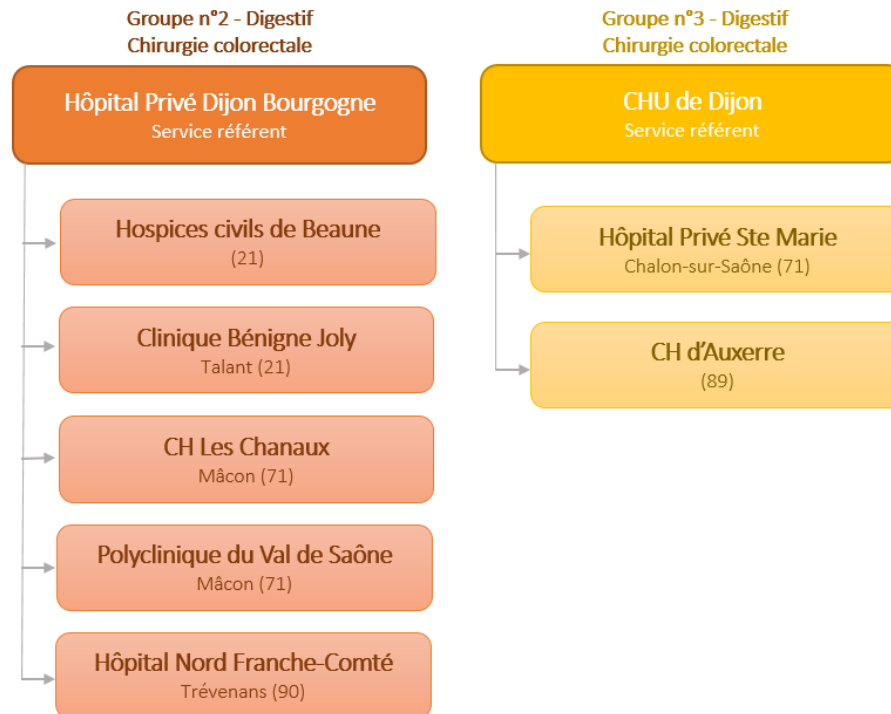 Groupe n°2 - Digestif
Chirurgie colorectale
Hôpital Privé Dijon Bourgogne
Service référent
Hospices civils de Beaune
(21)
Clinique Bénigne Joly
Talant (21)
CH Les Chanaux
Mâcon (71)
Polyclinique du Val de Saône
Mâcon (71)
Hôpital Nord Franche-Comté
Trévenans (90)
Groupe n°3 - Digestif
Chirurgie colorectale
CHU de Dijon
Service référent
Hôpital Privé Ste Marie
Chalon-sur-Saône (71)
CH d’Auxerre
(89)